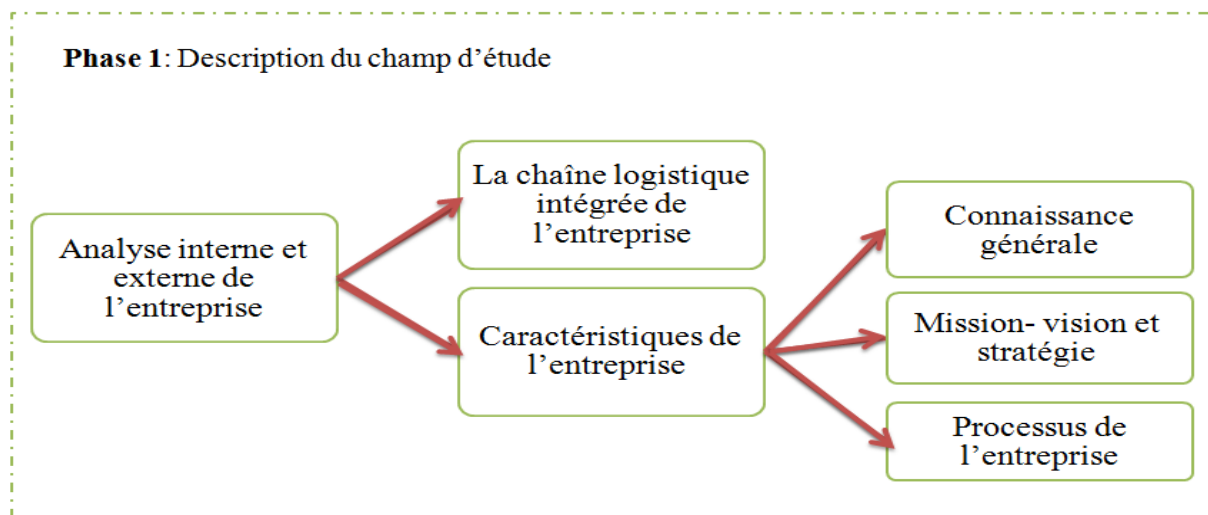 Phase 1: Description du champ d’étude
La chaîne logistique
intégrée de
l’entreprise
Analyse interne et
externe de
l’entreprise
Caractéristiques de
l’entreprise
Connaissance
générale
Mission- vision et
stratégie
Processus de
l’entreprise